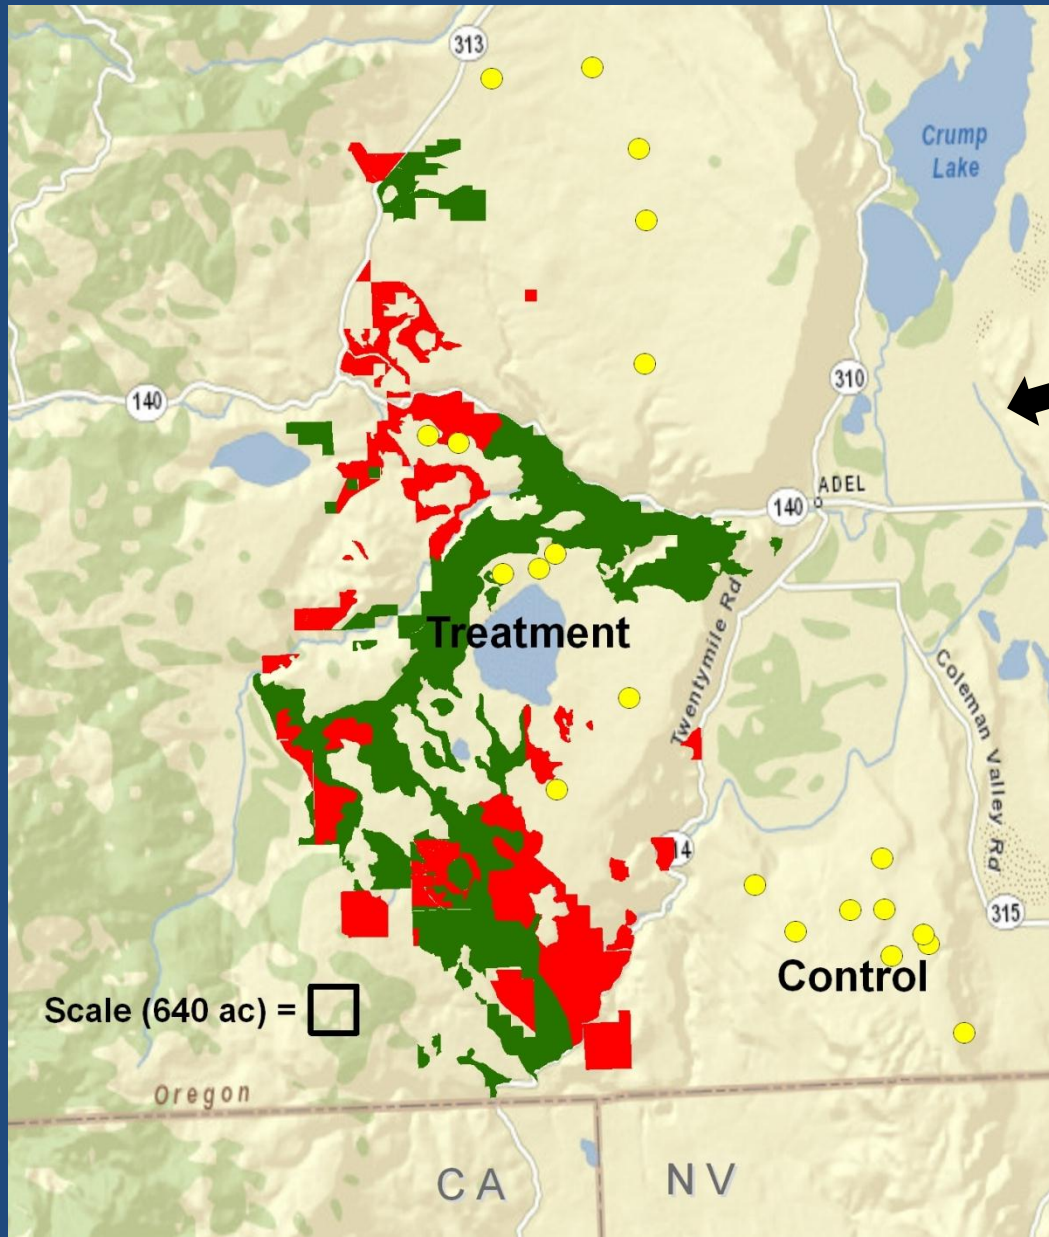 313
Crump
Lake
310
140
ADEL
140
Treatment
Twentymile Rd
Coleman Valley Rd
14
315
Control
Scale (640 ac) =
Oregon
CA
NV